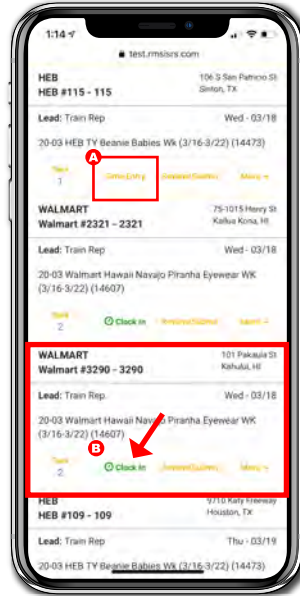 1:14
test.rmsisrs.com
HEB 106 S San Patricio St
HEB #115 - 115 Sinton, TX
Lead: Train Rep Wed - 03/18
20-03 HEB TY Beanie Babies Wk (3/16-3/22) (14473)
A
1
WALMART 75-1015 Henry St
Walmart #2321 - 2321 Kailua Kona, HI
Lead: Train Rep Wed - 03/18
20-03 Walmart Hawaii Navajo Piranha Eyewear WK
(3/16-3/22) (14607)
2 Clock In
WALMART 101 Pakaula St
Walmart #3290 - 3290 Kahului, HI
Lead: Train Rep Wed - 03/18
20-03 Walmart Hawaii Navajo Piranha Eyewear WK
(3/16-3/22) (14607)
B
2 Clock In
HEB 9710 Katy Freeway
HEB #109 - 109 Houston, TX
Lead: Train Rep Thu - 03/19
20-03 HEB TY Beanie Babies Wk (3/16-3/22) (14473)